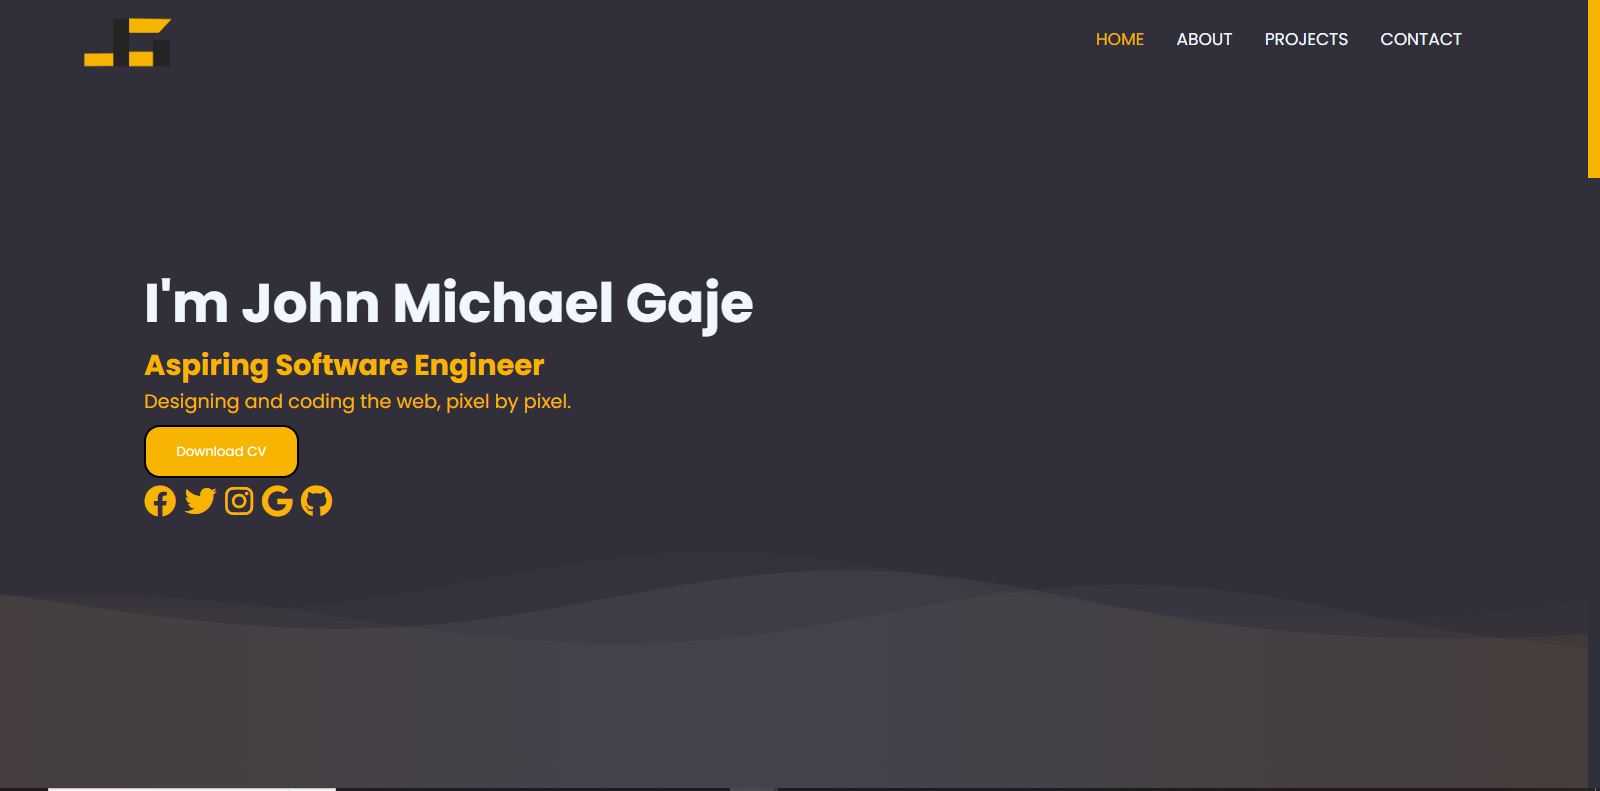 JG
HOME ABOUT PROJECTS CONTACT
I'm John Michael Gaje
Aspiring Software Engineer
Designing and coding the web, pixel by pixel.
Download CV